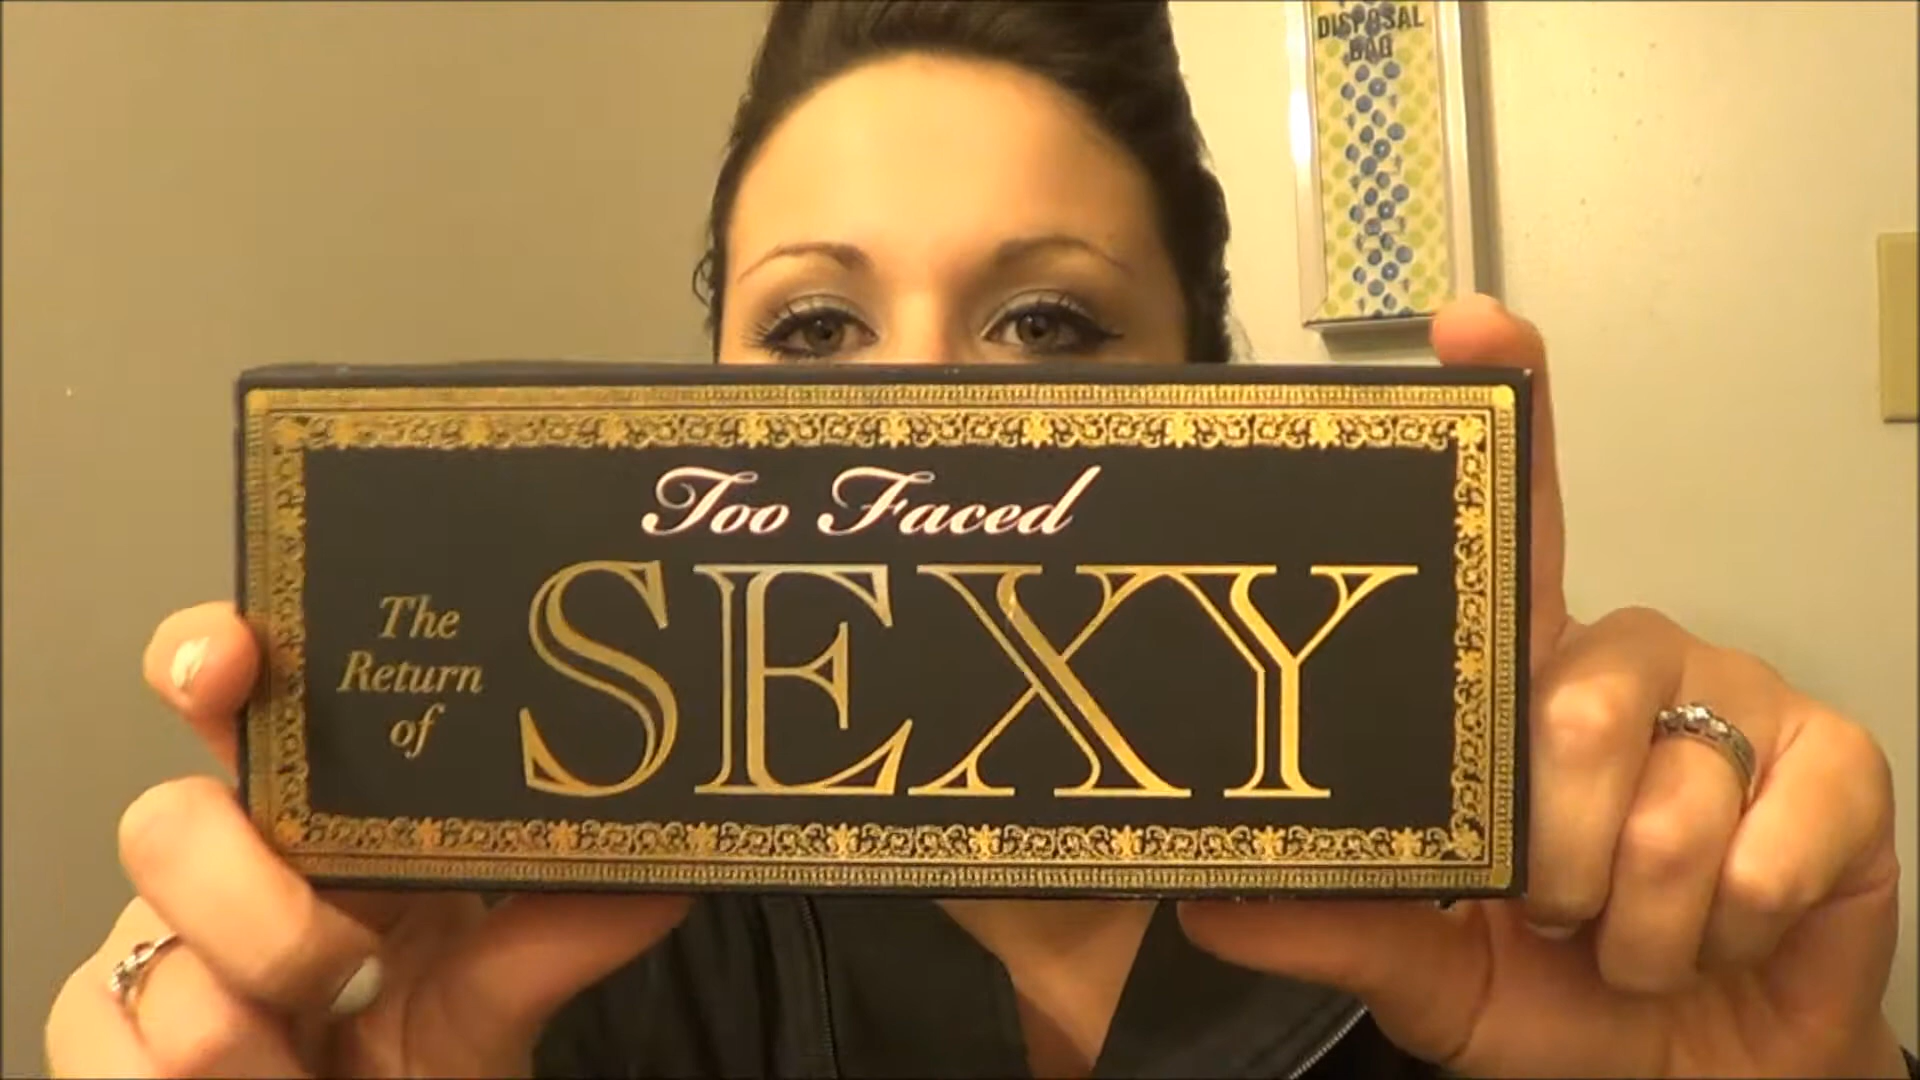 DISPOSAL
BAG
Too Faced
The
Return
of
SEXY